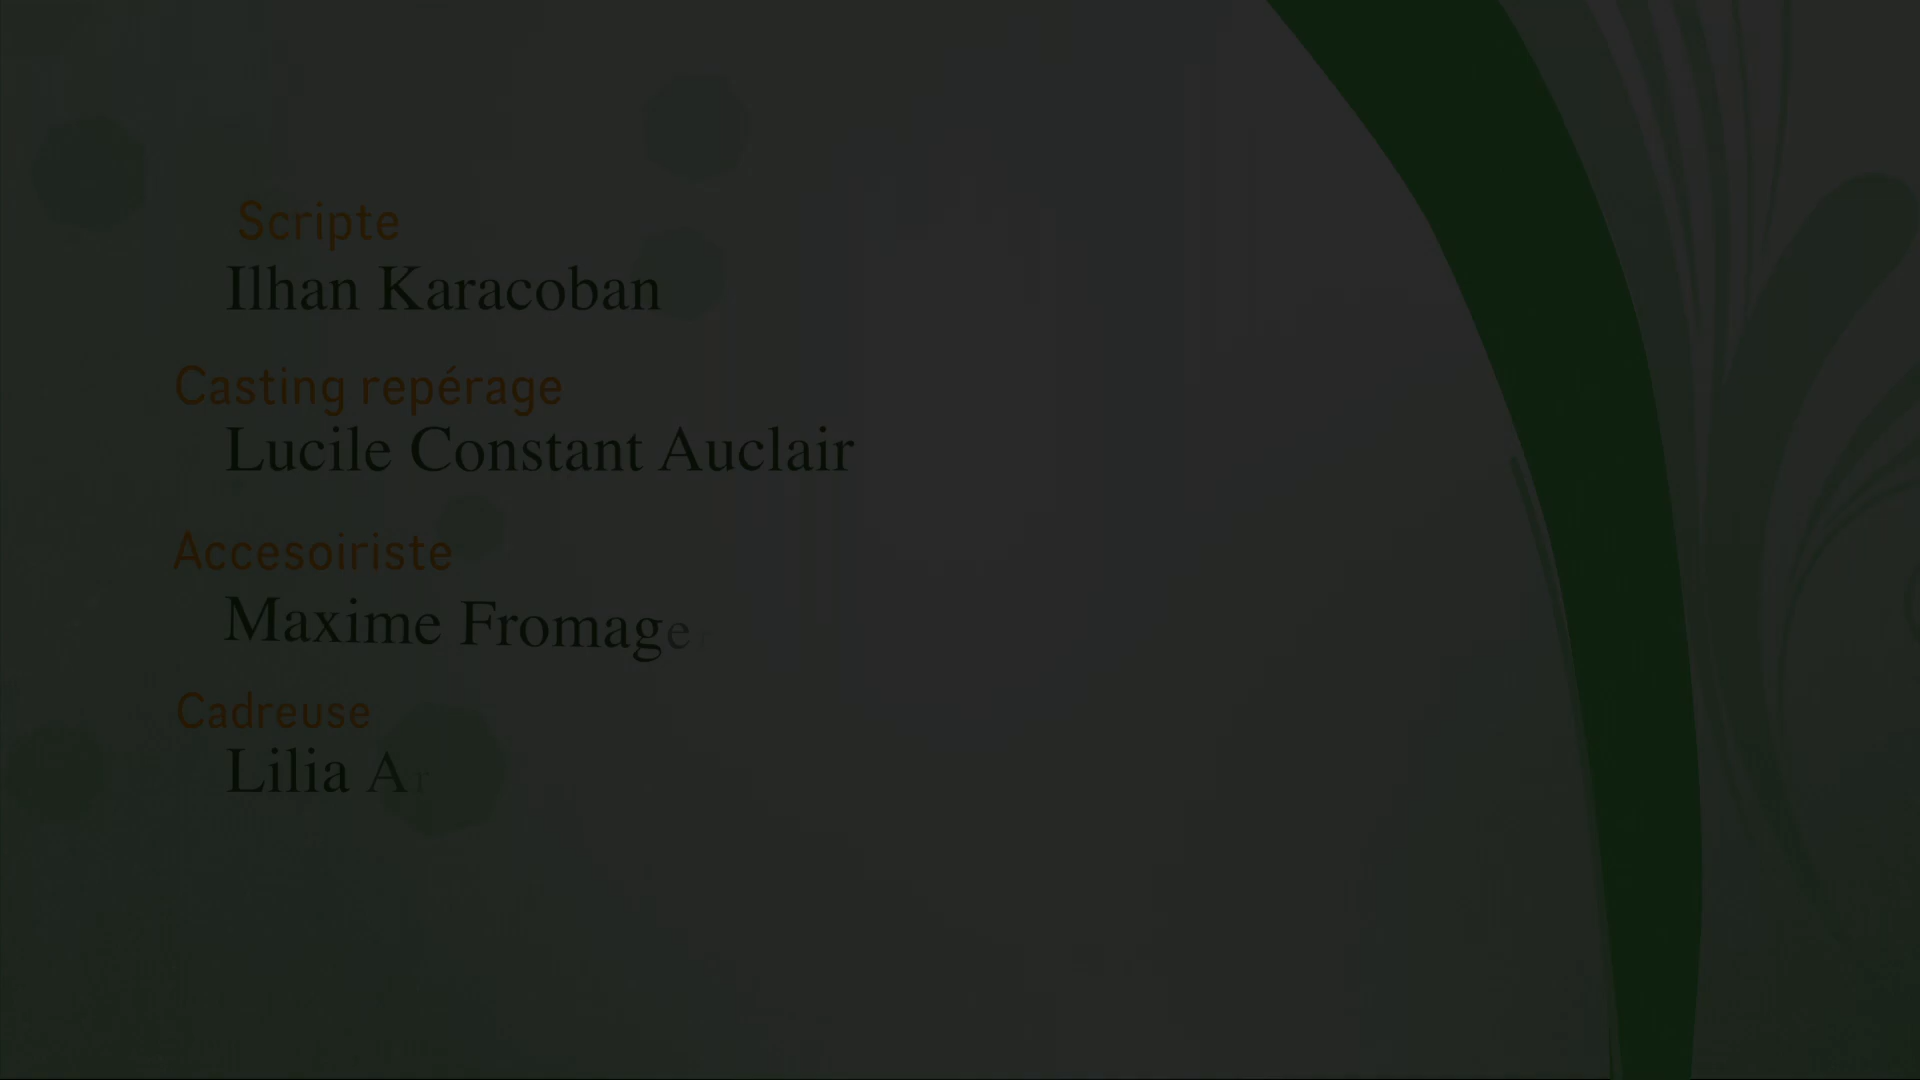 Scripte
Ilhan Karacoban
Casting repérage
Lucile Constant Auclair
Accesoiriste
Maxime Fromage
Cadreuse
Lilia